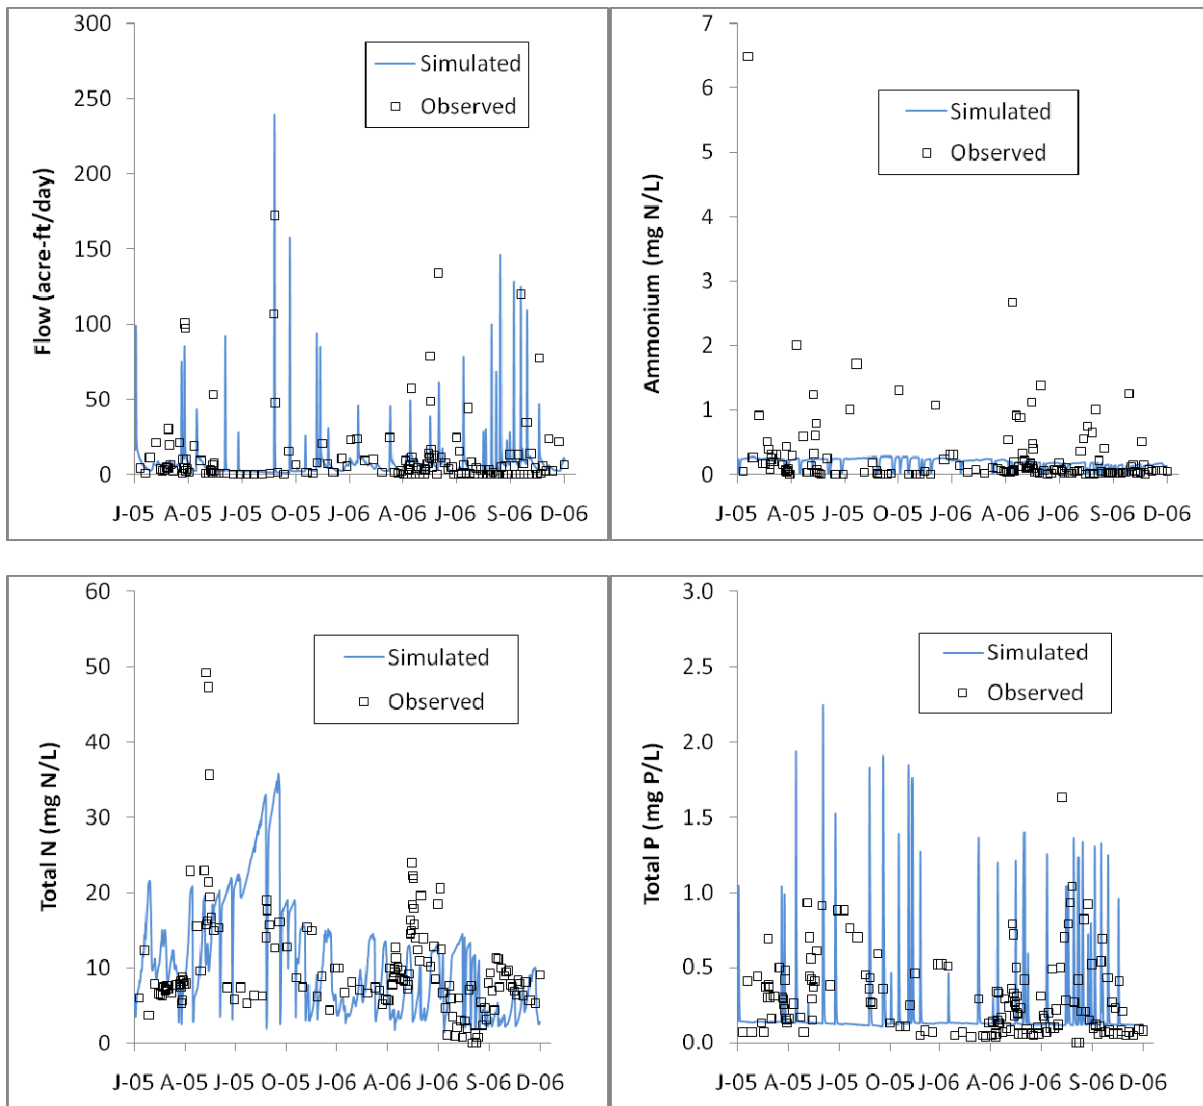 300
250
200
150
100
50
0
Flow (acre-ft/day)
Simulated
Observed
J-05 A-05 J-05 O-05 J-06 A-06 J-06 S-06 D-06
7
6
5
4
3
2
1
0
Ammonium (mg N/L)
Simulated
Observed
J-05 A-05 J-05 O-05 J-06 A-06 J-06 S-06 D-06
60
50
40
30
20
10
0
Total N (mg N/L)
Simulated
Observed
J-05 A-05 J-05 O-05 J-06 A-06 J-06 S-06 D-06
3.0
2.5
2.0
1.5
1.0
0.5
0.0
Total P (mg P/L)
Simulated
Observed
J-05 A-05 J-05 O-05 J-06 A-06 J-06 S-06 D-06